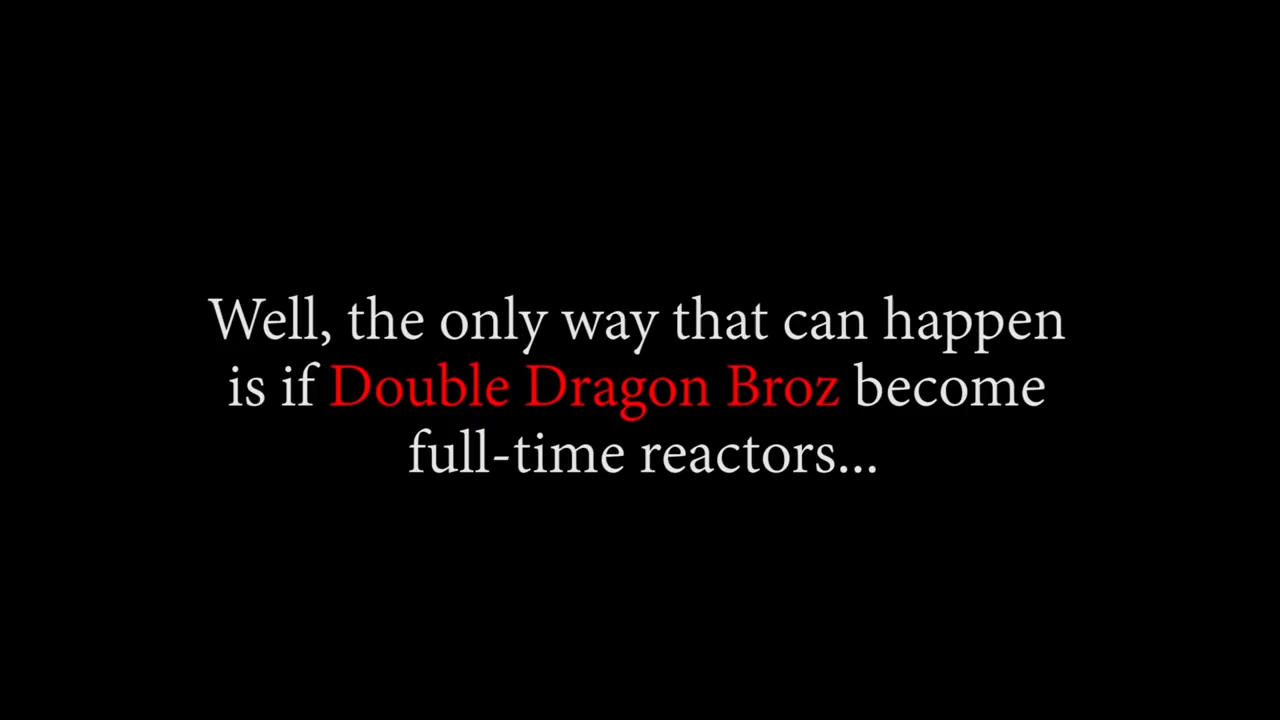 Well, the only way that can happen
is if Double Dragon Broz become
full-time reactors...